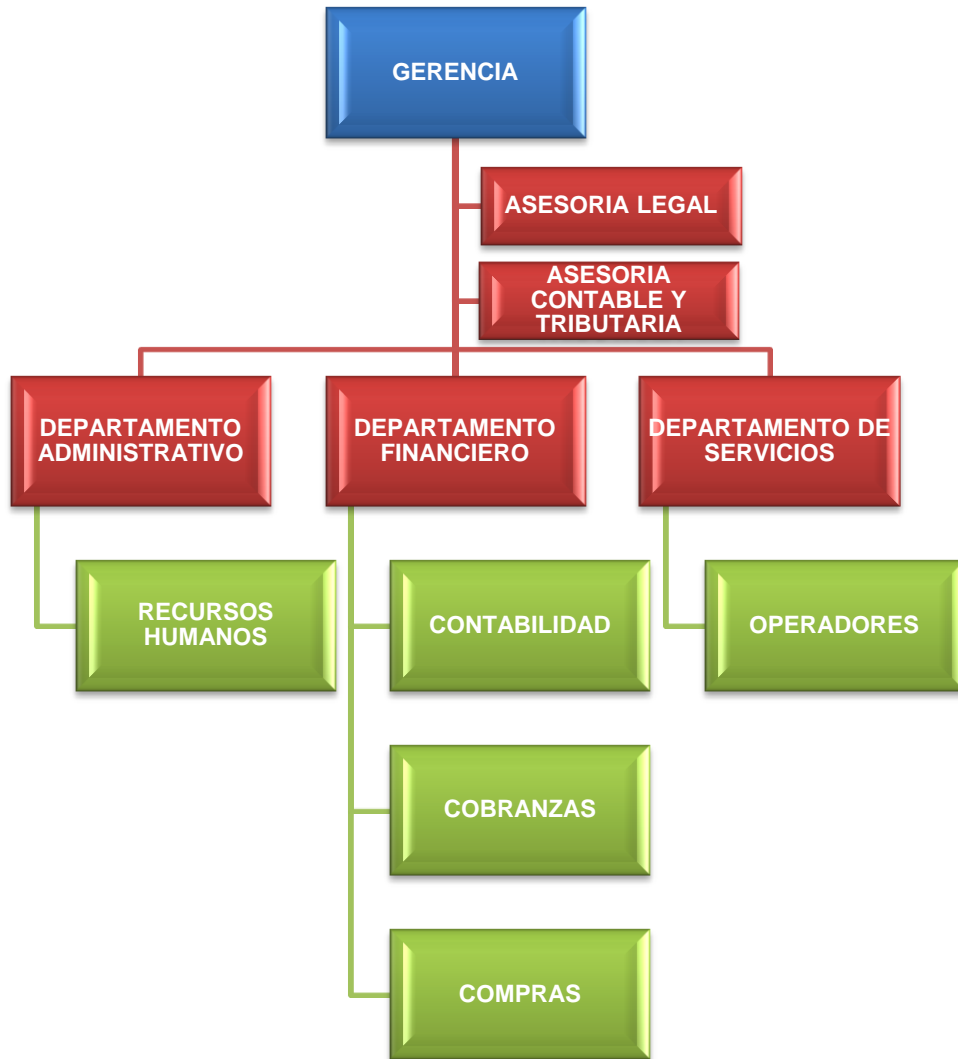 GERENCIA
ASESORIA LEGAL
ASESORIA
CONTABLE Y
TRIBUTARIA
DEPARTAMENTO
ADMINISTRATIVO
DEPARTAMENTO
FINANCIERO
DEPARTAMENTO DE
SERVICIOS
RECURSOS
HUMANOS
CONTABILIDAD
OPERADORES
COBRANZAS
COMPRAS